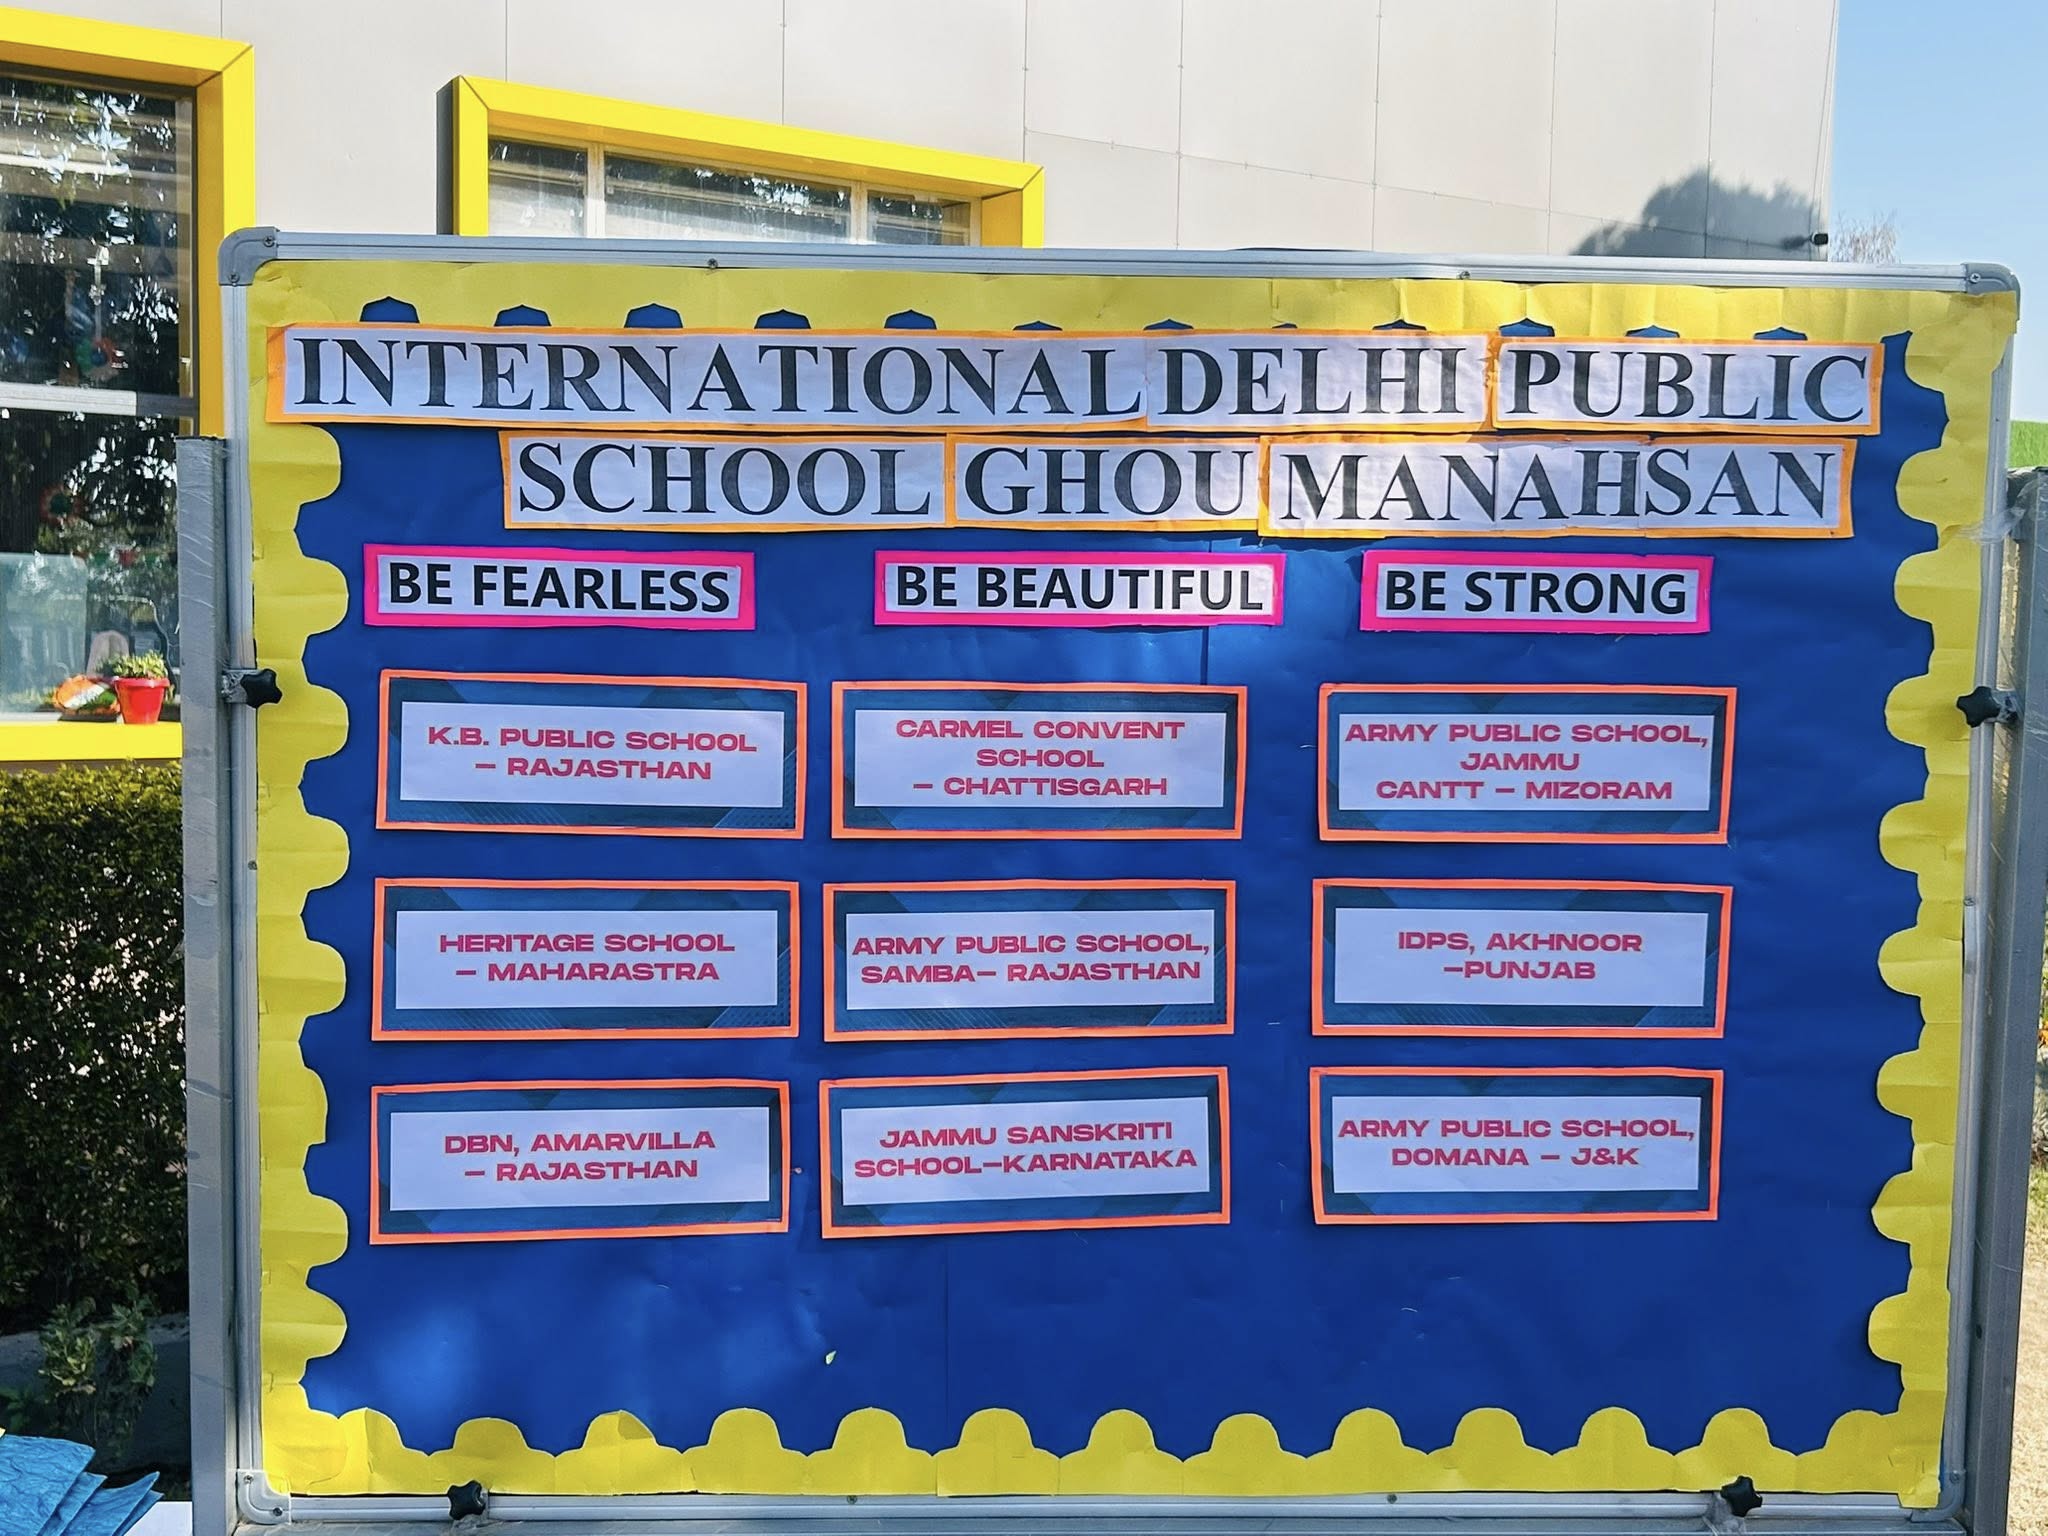 INTERNATIONAL DELHI PUBLIC
SCHOOL GHOU MANAHSAN
BE FEARLESS
BE BEAUTIFUL
BE STRONG
K.B. PUBLIC SCHOOL
– RAJASTHAN
CARMEL CONVENT
SCHOOL
– CHATTISGARH
ARMY PUBLIC SCHOOL,
JAMMU
CANTT – MIZORAM
HERITAGE SCHOOL
– MAHARASTRA
ARMY PUBLIC SCHOOL,
SAMBA– RAJASTHAN
IDPS, AKHNOOR
–PUNJAB
DBN, AMARVILLA
– RAJASTHAN
JAMMU SANSKRITI
SCHOOL–KARNATAKA
ARMY PUBLIC SCHOOL,
DOMANA – J&K